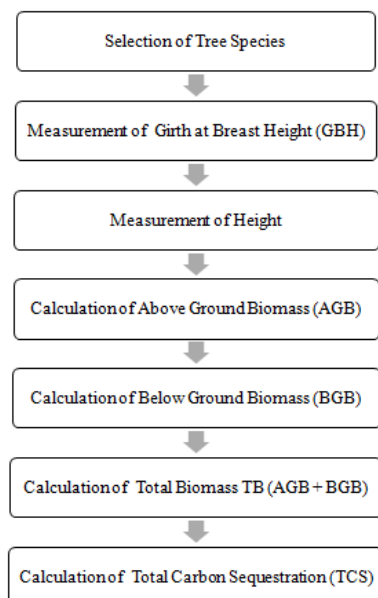 Selection of Tree Species
Measurement of Girth at Breast Height (GBH)
Measurement of Height
Calculation of Above Ground Biomass (AGB)
Calculation of Below Ground Biomass (BGB)
Calculation of Total Biomass TB (AGB + BGB)
Calculation of Total Carbon Sequestration (TCS)